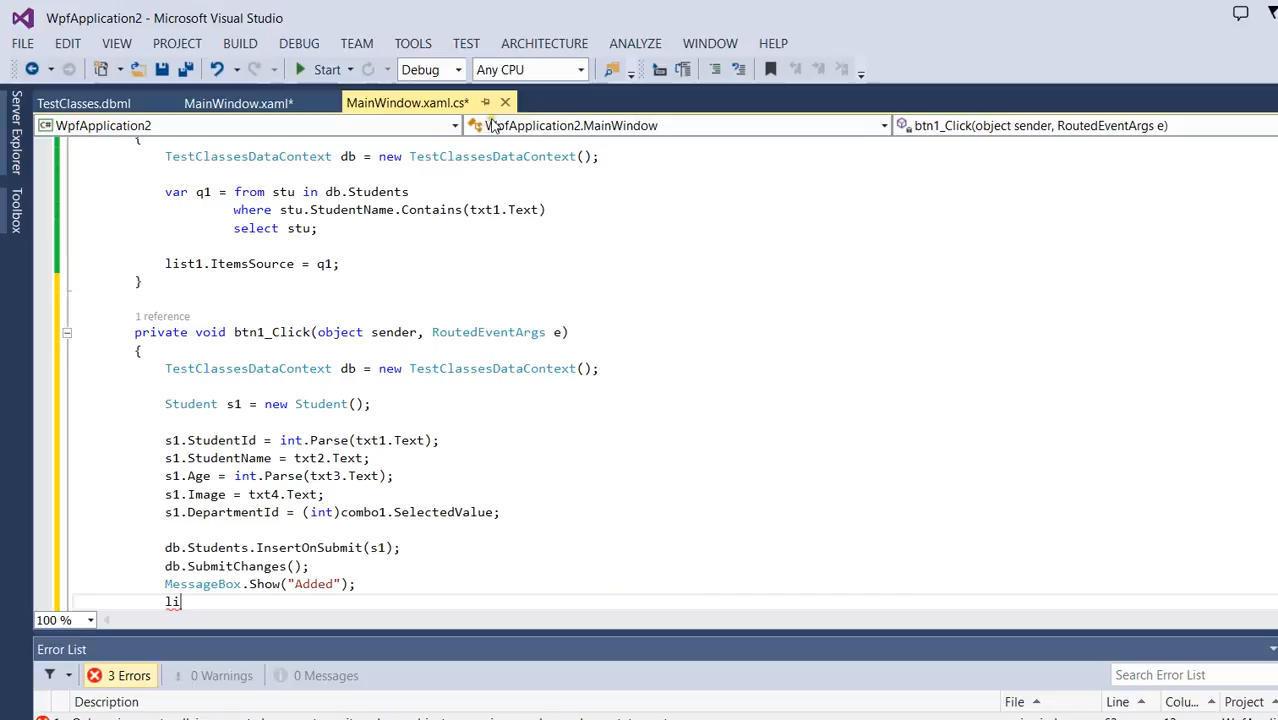 WpfApplication2 - Microsoft Visual Studio
FILE EDIT VIEW PROJECT BUILD DEBUG TEAM TOOLS TEST ARCHITECTURE ANALYZE WINDOW HELP
Start Debug Any CPU
TestClasses.dbml MainWindow.xaml* MainWindow.xaml.cs*
WpfApplication2 WpfApplication2.MainWindow btn1_Click(object sender, RoutedEventArgs e)
Server Explorer
Toolbox
{
TestClassesDataContext db = new TestClassesDataContext();
var q1 = from stu in db.Students
where stu.StudentName.Contains(txt1.Text)
select stu;
list1.ItemsSource = q1;
}
1 reference
private void btn1_Click(object sender, RoutedEventArgs e)
{
TestClassesDataContext db = new TestClassesDataContext();
Student s1 = new Student();
s1.StudentId = int.Parse(txt1.Text);
s1.StudentName = txt2.Text;
s1.Age = int.Parse(txt3.Text);
s1.Image = txt4.Text;
s1.DepartmentId = (int)combo1.SelectedValue;
db.Students.InsertOnSubmit(s1);
db.SubmitChanges();
MessageBox.Show("Added");
li
100 %
Error List
3 Errors 0 Warnings 0 Messages Search Error List
Description File Line Colu... Project